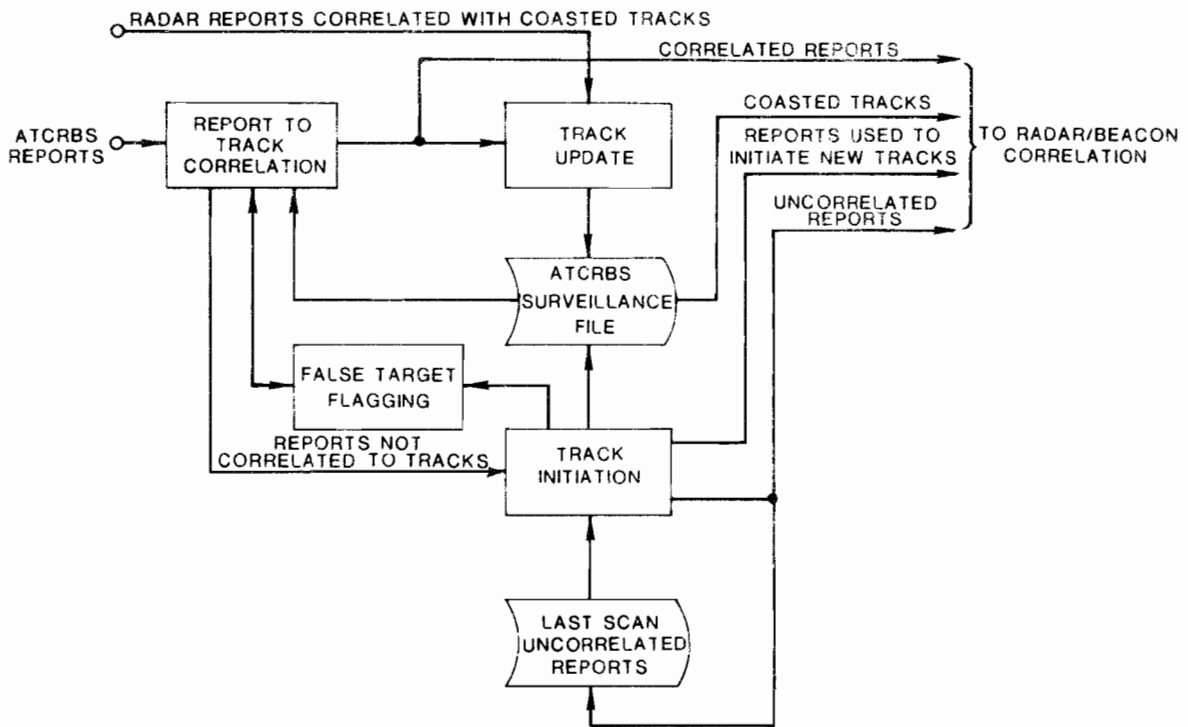 RADAR REPORTS CORRELATED WITH COASTED TRACKS
CORRELATED REPORTS
COASTED TRACKS
REPORTS USED TO
INITIATE NEW TRACKS
UNCORRELATED
REPORTS
TO RADAR/BEACON
CORRELATION
ATCRBS
REPORTS
REPORT TO
TRACK
CORRELATION
TRACK
UPDATE
ATCRBS
SURVEILLANCE
FILE
FALSE TARGET
FLAGGING
REPORTS NOT
CORRELATED TO TRACKS
TRACK
INITIATION
LAST SCAN
UNCORRELATED
REPORTS